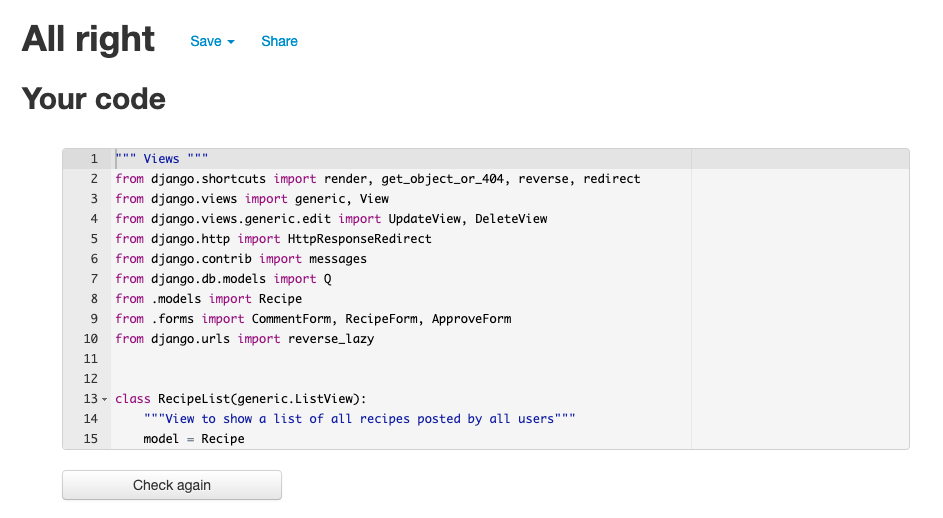 All right
Save
Share
Your code
1 """ Views """
2 from django.shortcuts import render, get_object_or_404, reverse, redirect
3 from django.views import generic, View
4 from django.views.generic.edit import UpdateView, DeleteView
5 from django.http import HttpResponseRedirect
6 from django.contrib import messages
7 from django.db.models import Q
8 from .models import Recipe
9 from .forms import CommentForm, RecipeForm, ApproveForm
10 from django.urls import reverse_lazy
11
12
13 class RecipeList(generic.ListView):
14     """View to show a list of all recipes posted by all users"""
15     model = Recipe
Check again